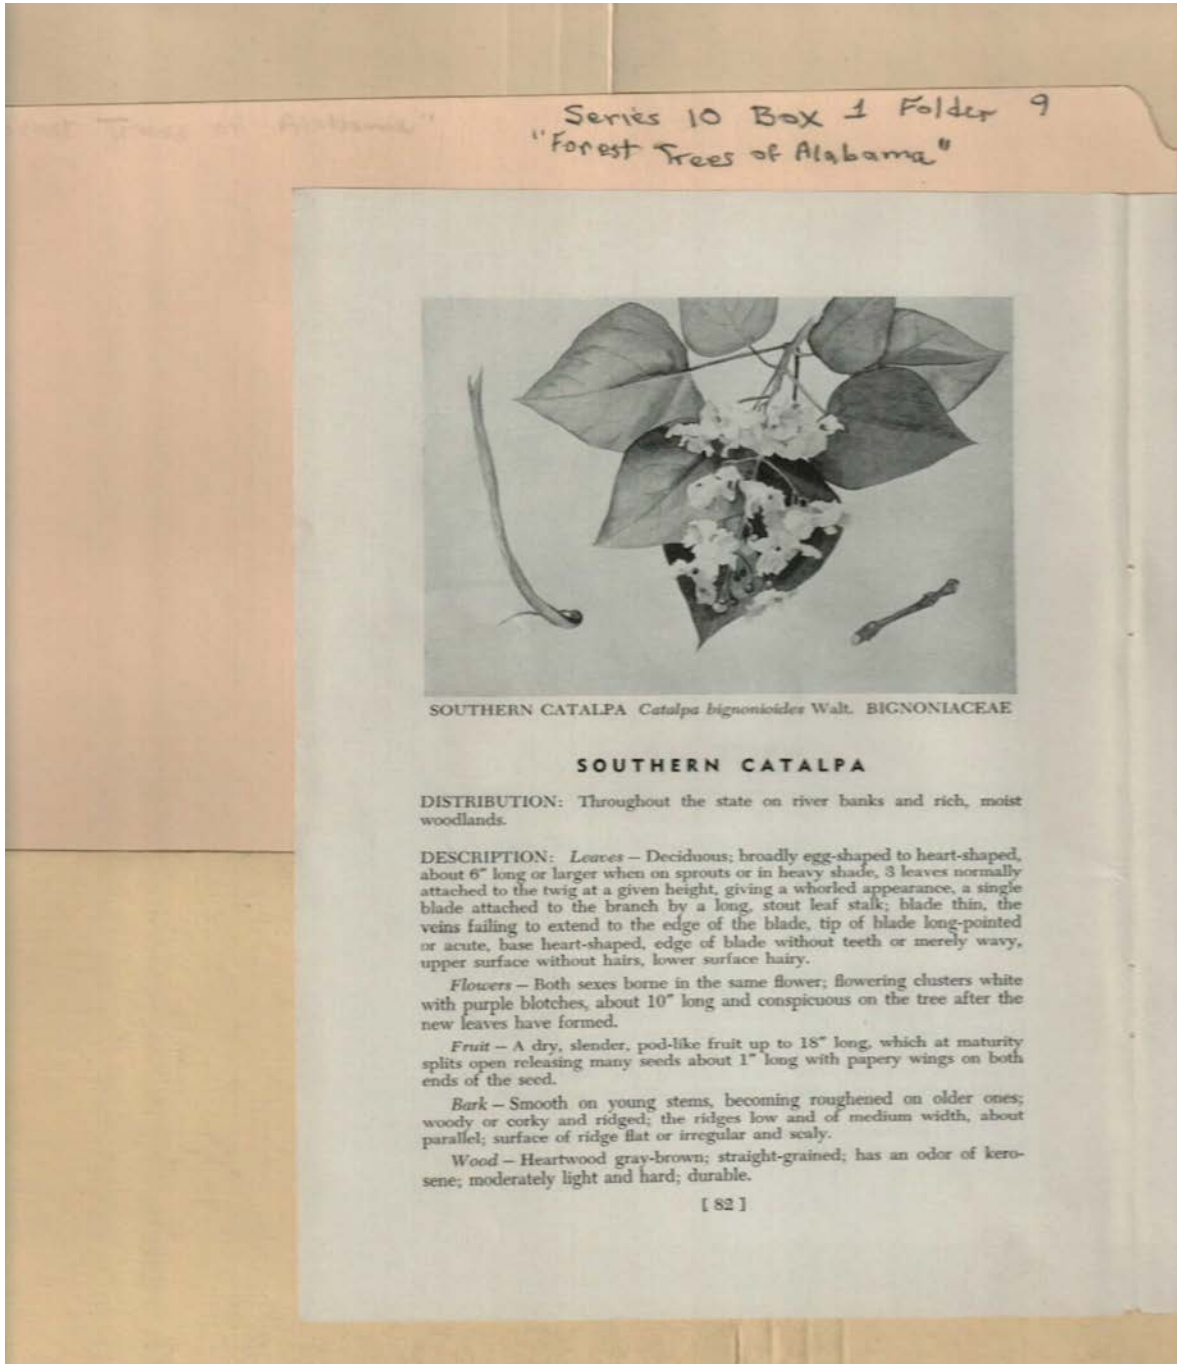 Series 10 Box 1 Folder 9
"Forest Trees of Alabama"
Trees of Alabama"
SOUTHERN CATALPA Catalpa bignonioides Walt. BIGNONIACEAE
SOUTHERN CATALPA
DISTRIBUTION: Throughout the state on river banks and rich, moist
woodlands.
DESCRIPTION: Leaves – Deciduous; broadly egg-shaped to heart-shaped,
about 6″ long or larger when on sprouts or in heavy shade, 3 leaves normally
attached to the twig at a given height, giving a whorled appearance, a single
blade attached to the branch by a long, stout leaf stalk; blade thin, the
veins failing to extend to the edge of the blade, tip of blade long-pointed
or acute, base heart-shaped, edge of blade without teeth or merely wavy,
upper surface without hairs, lower surface hairy.
Flowers – Both sexes borne in the same flower; flowering clusters white
with purple blotches, about 10″ long and conspicuous on the tree after the
new leaves have formed.
Fruit – A dry, slender, pod-like fruit up to 18″ long, which at maturity
splits open releasing many seeds about 1″ long with papery wings on both
ends of the seed.
Bark – Smooth on young stems, becoming roughened on older ones;
woody or corky and ridged; the ridges low and of medium width, about
parallel; surface of ridge flat or irregular and scaly.
Wood – Heartwood gray-brown; straight-grained; has an odor of kero-
sene; moderately light and hard; durable.
[ 82 ]